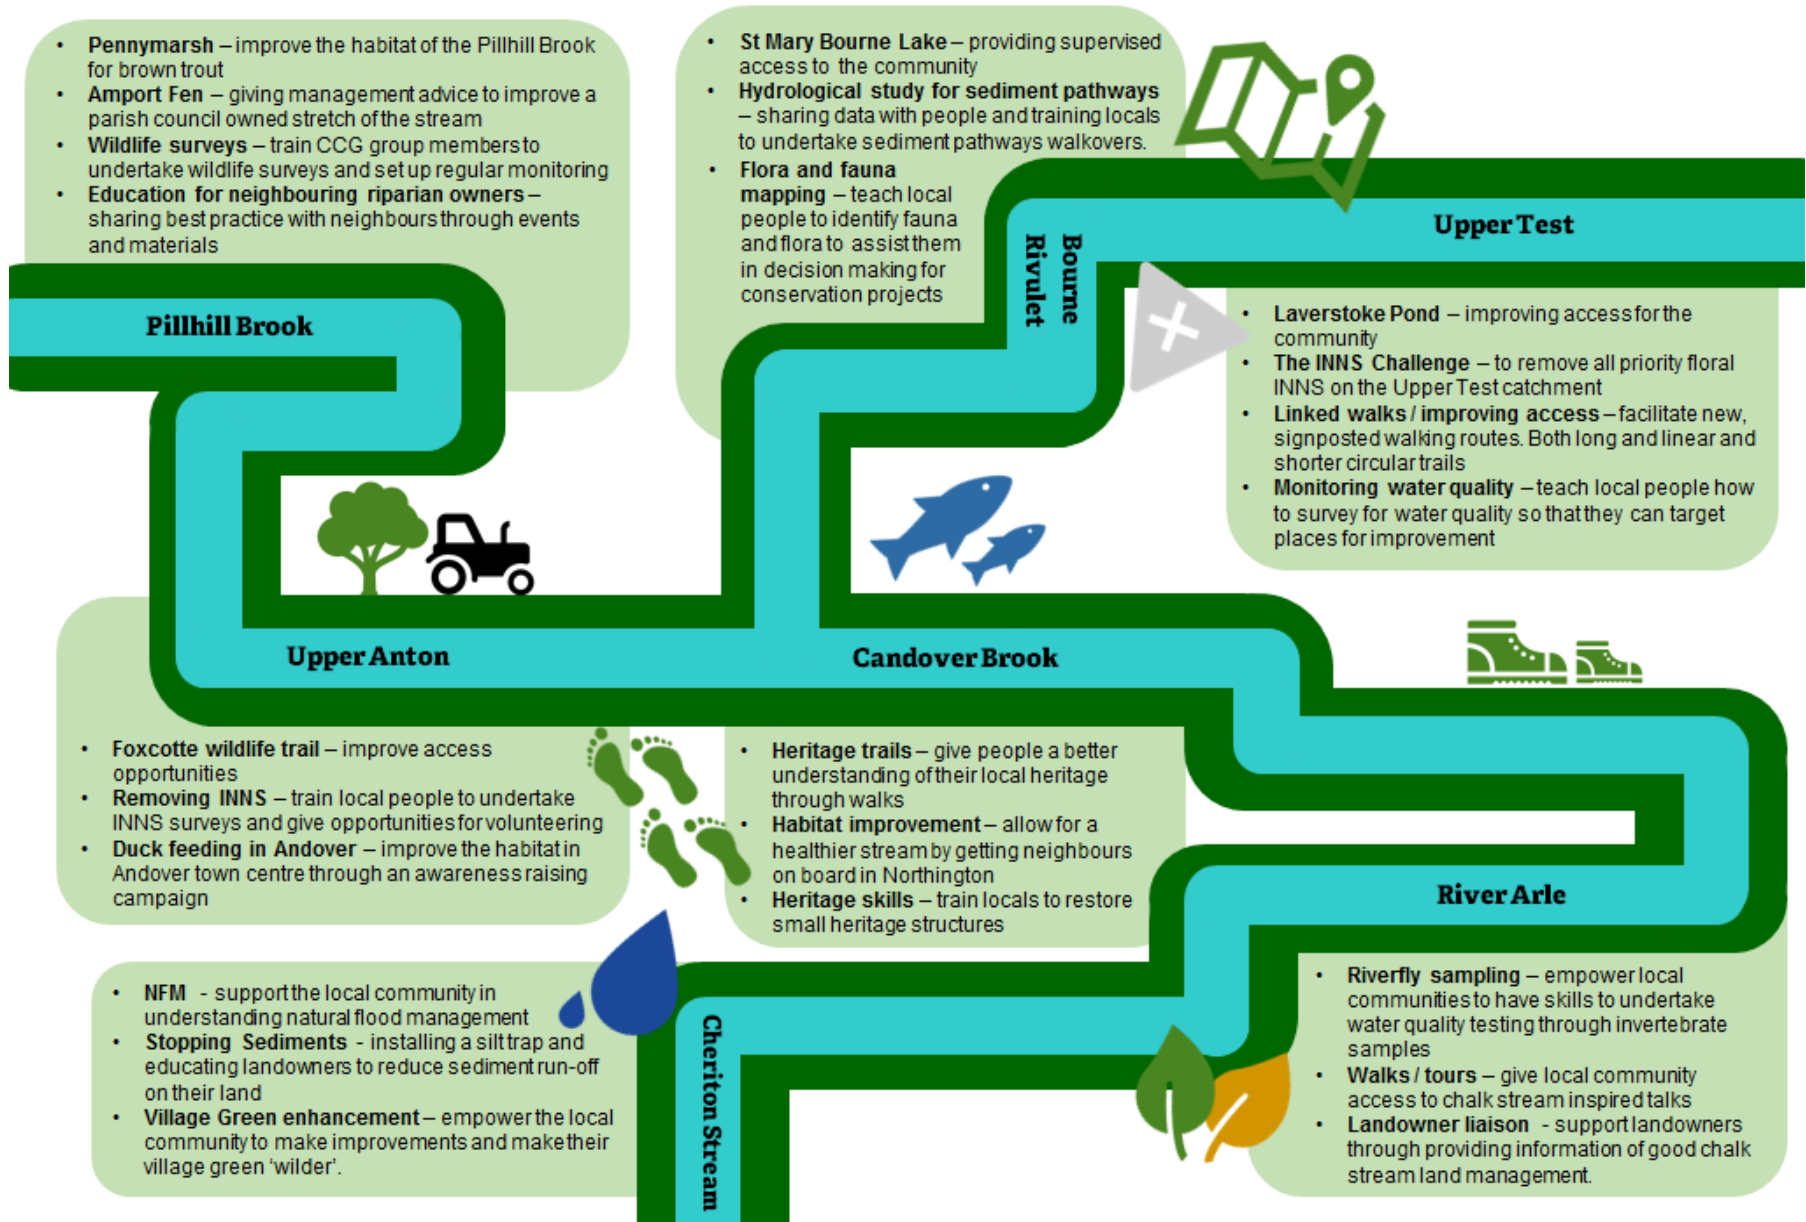 • Pennymarsh – improve the habitat of the Pillhill Brook
for brown trout
• Amport Fen – giving management advice to improve a
parish council owned stretch of the stream
• Wildlife surveys – train CCG group members to
undertake wildlife surveys and set up regular monitoring
• Education for neighbouring riparian owners –
sharing best practice with neighbours through events
and materials
Pillhill Brook
• St Mary Bourne Lake – providing supervised
access to the community
• Hydrological study for sediment pathways
– sharing data with people and training locals
to undertake sediment pathways walkovers.
• Flora and fauna
mapping – teach local
people to identify fauna
and flora to assist them
in decision making for
conservation projects
Bourne
Rivulet
Upper Test
• Laverstoke Pond – improving access for the
community
• The INNS Challenge – to remove all priority floral
INNS on the Upper Test catchment
• Linked walks / improving access – facilitate new,
signposted walking routes. Both long and linear and
shorter circular trails
• Monitoring water quality – teach local people how
to survey for water quality so that they can target
places for improvement
Upper Anton
• Foxcotte wildlife trail – improve access
opportunities
• Removing INNS – train local people to undertake
INNS surveys and give opportunities for volunteering
• Duck feeding in Andover – improve the habitat in
Andover town centre through an awareness raising
campaign
Candover Brook
• Heritage trails – give people a better
understanding of their local heritage
through walks
• Habitat improvement – allow for a
healthier stream by getting neighbours
on board in Northington
• Heritage skills – train locals to restore
small heritage structures
River Arle
• Riverfly sampling – empower local
communities to have skills to undertake
water quality testing through invertebrate
samples
• Walks / tours – give local community
access to chalk stream inspired talks
• Landowner liaison - support landowners
through providing information of good chalk
stream land management.
• NFM - support the local community in
understanding natural flood management
• Stopping Sediments - installing a silt trap and
educating landowners to reduce sediment run-off
on their land
• Village Green enhancement – empower the local
community to make improvements and make their
village green ‘wilder’.
Cheriton Stream